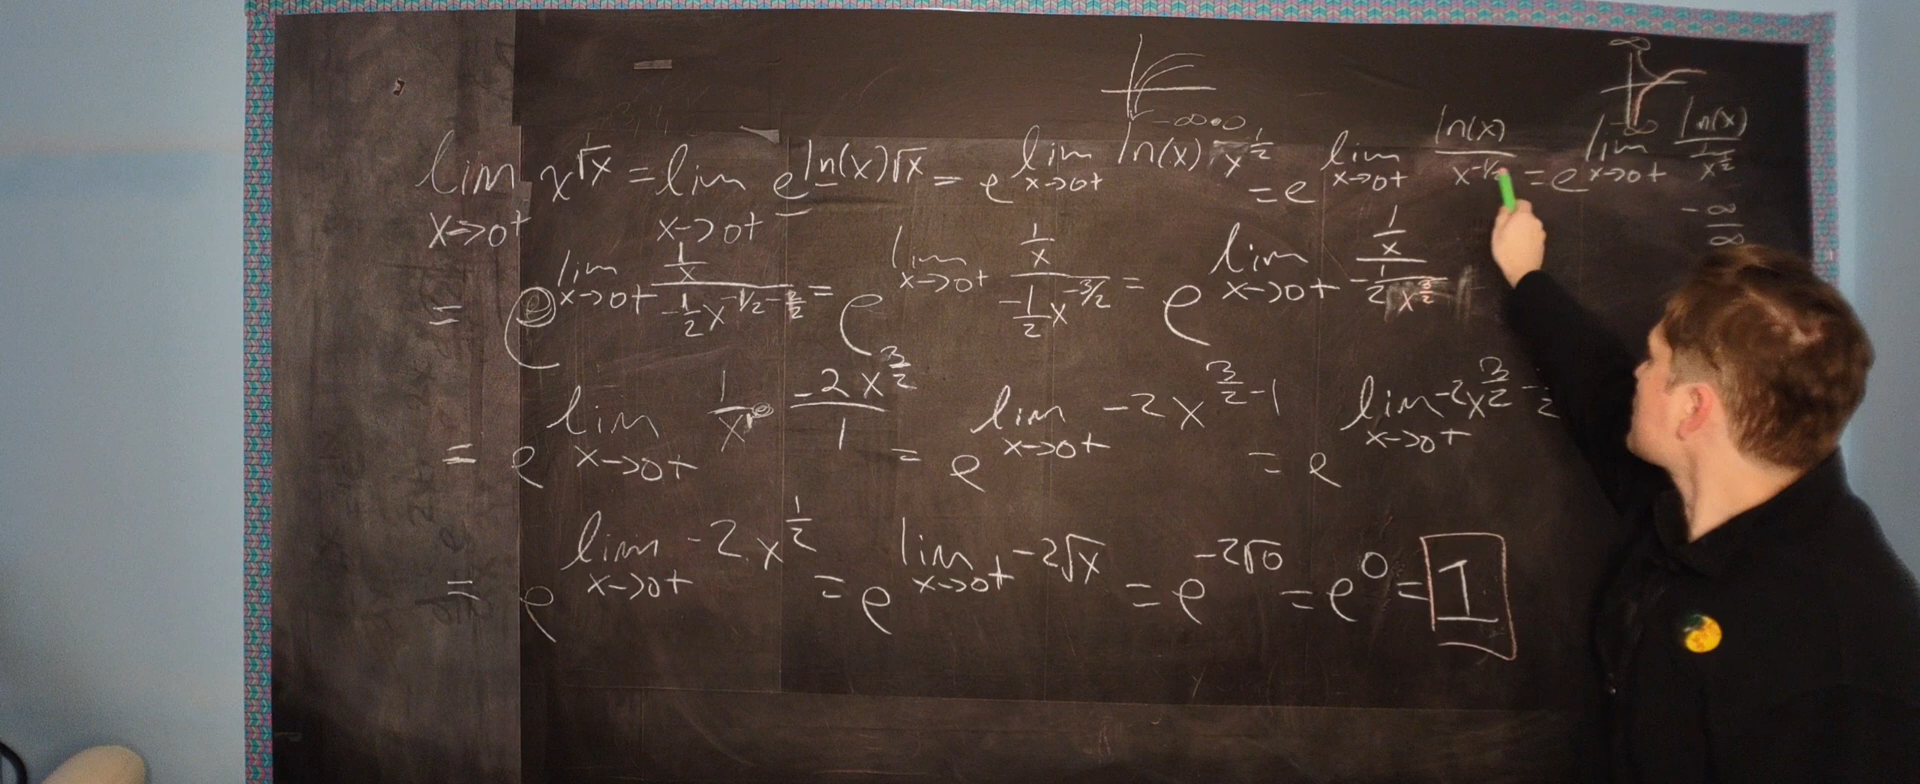 lim x→0⁺ x^√x = lim x→0⁺ e^(ln(x)√x) = e^(lim x→0⁺ ln(x) · x^(1/2)) = e^(lim x→0⁺ ln(x)/x^(-1/2)) = e^(lim x→0⁺ ln(x)/(1/x^(1/2)))
-∞·0
∞
-∞
-∞/∞
= e^(lim x→0⁺ (1/x)/(-1/2 x^(-1/2 - 2/2))) = e^(lim x→0⁺ (1/x)/(-1/2 x^(-3/2))) = e^(lim x→0⁺ (1/x)/(-1/2 1/x^(3/2)))
= e^(lim x→0⁺ 1/x · -2x^(3/2)/1) = e^(lim x→0⁺ -2x^(3/2 - 1)) = e^(lim x→0⁺ -2x^(3/2 - 2/2))
= e^(lim x→0⁺ -2x^(1/2)) = e^(lim x→0⁺ -2√x) = e^(-2√0) = e^0 = 1